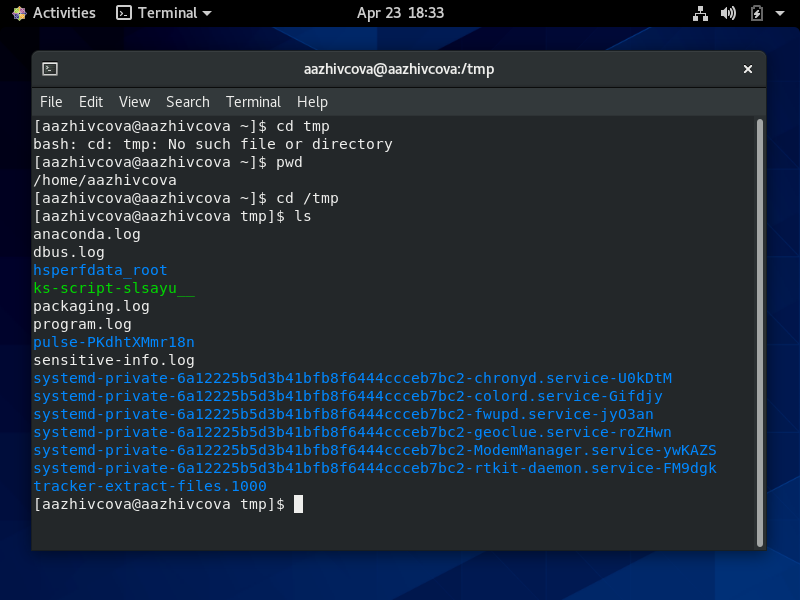 Activities Terminal Apr 23 18:33
aazhivcova@aazhivcova:/tmp
File Edit View Search Terminal Help
[aazhivcova@aazhivcova ~]$ cd tmp
bash: cd: tmp: No such file or directory
[aazhivcova@aazhivcova ~]$ pwd
/home/aazhivcova
[aazhivcova@aazhivcova ~]$ cd /tmp
[aazhivcova@aazhivcova tmp]$ ls
anaconda.log
dbus.log
hsperfdata_root
ks-script-slsayu__
packaging.log
program.log
pulse-PKdhtXMmr18n
sensitive-info.log
systemd-private-6a12225b5d3b41bfb8f6444ccceb7bc2-chronyd.service-U0kDtM
systemd-private-6a12225b5d3b41bfb8f6444ccceb7bc2-colord.service-Gifdjy
systemd-private-6a12225b5d3b41bfb8f6444ccceb7bc2-fwupd.service-jyO3an
systemd-private-6a12225b5d3b41bfb8f6444ccceb7bc2-geoclue.service-roZHwn
systemd-private-6a12225b5d3b41bfb8f6444ccceb7bc2-ModemManager.service-ywKAZS
systemd-private-6a12225b5d3b41bfb8f6444ccceb7bc2-rtkit-daemon.service-FM9dgk
tracker-extract-files.1000
[aazhivcova@aazhivcova tmp]$